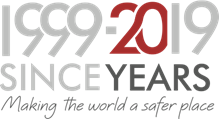 1999-2019
SINCE YEARS
Making the world a safer place